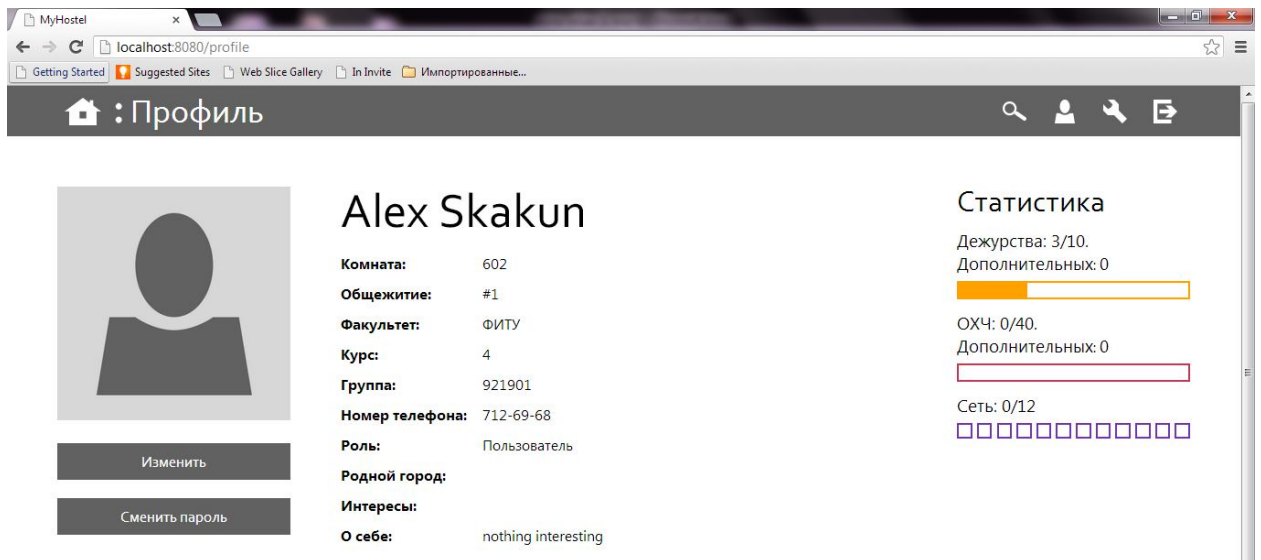 MyHostel
localhost:8080/profile
Getting Started Suggested Sites Web Slice Gallery In Invite Импортированные...
: Профиль
Alex Skakun
Комната: 602
Общежитие: #1
Факультет: ФИТУ
Курс: 4
Группа: 921901
Номер телефона: 712-69-68
Роль: Пользователь
Родной город:
Интересы:
О себе: nothing interesting
Изменить
Сменить пароль
Статистика
Дежурства: 3/10.
Дополнительных: 0
ОХЧ: 0/40.
Дополнительных: 0
Сеть: 0/12